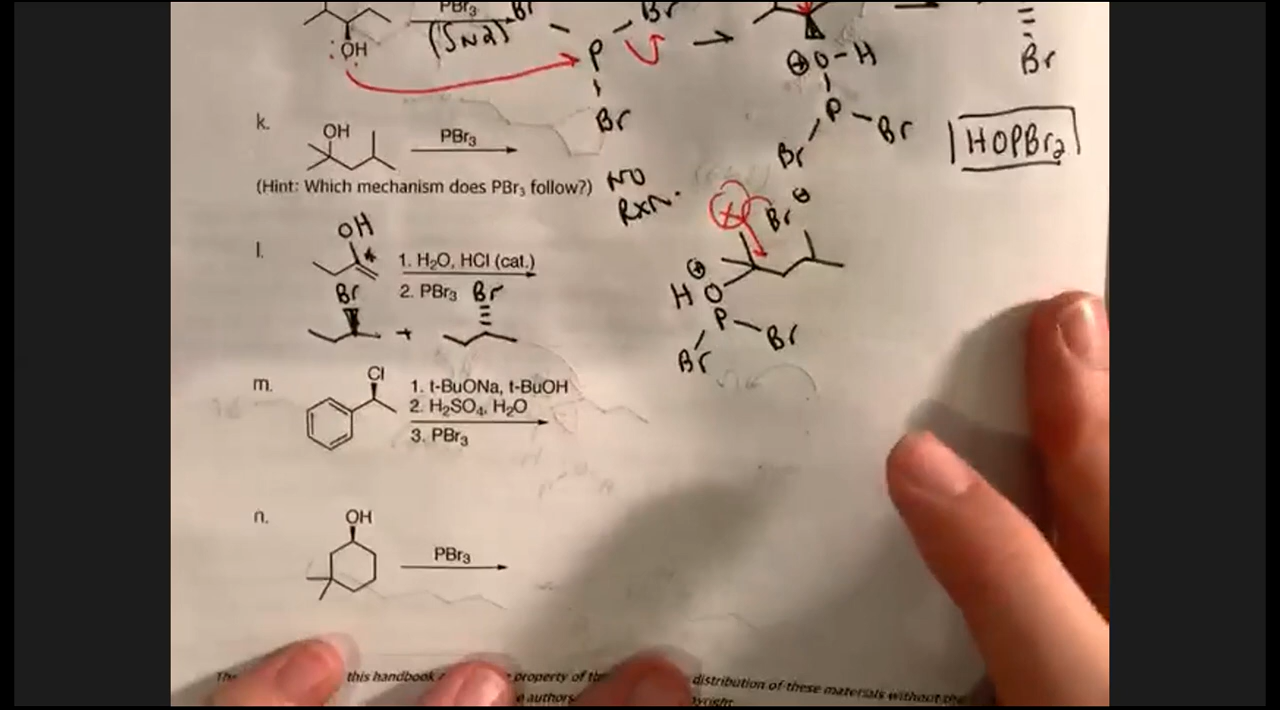 PBr3 Br Br
:OH (SN2) P ⊕O-H Br
Br P Br
Br HOPBr2
k. OH PBr3
(Hint: Which mechanism does PBr3 follow?) NO
RXN.
Br ⊖
l. OH 1. H2O, HCl (cat.)
2. PBr3
Br + Br
⊕
H O
P Br
Br
m. Cl 1. t-BuONa, t-BuOH
2. H2SO4, H2O
3. PBr3
n. OH PBr3
this handbook property of distribution of these materials without the
authors